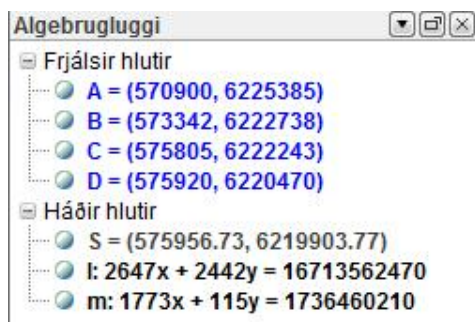 Algebrugluggi
Frjálsir hlutir
A = (570900, 6225385)
B = (573342, 6222738)
C = (575805, 6222243)
D = (575920, 6220470)
Háðir hlutir
S = (575956.73, 6219903.77)
l: 2647x + 2442y = 16713562470
m: 1773x + 115y = 1736460210